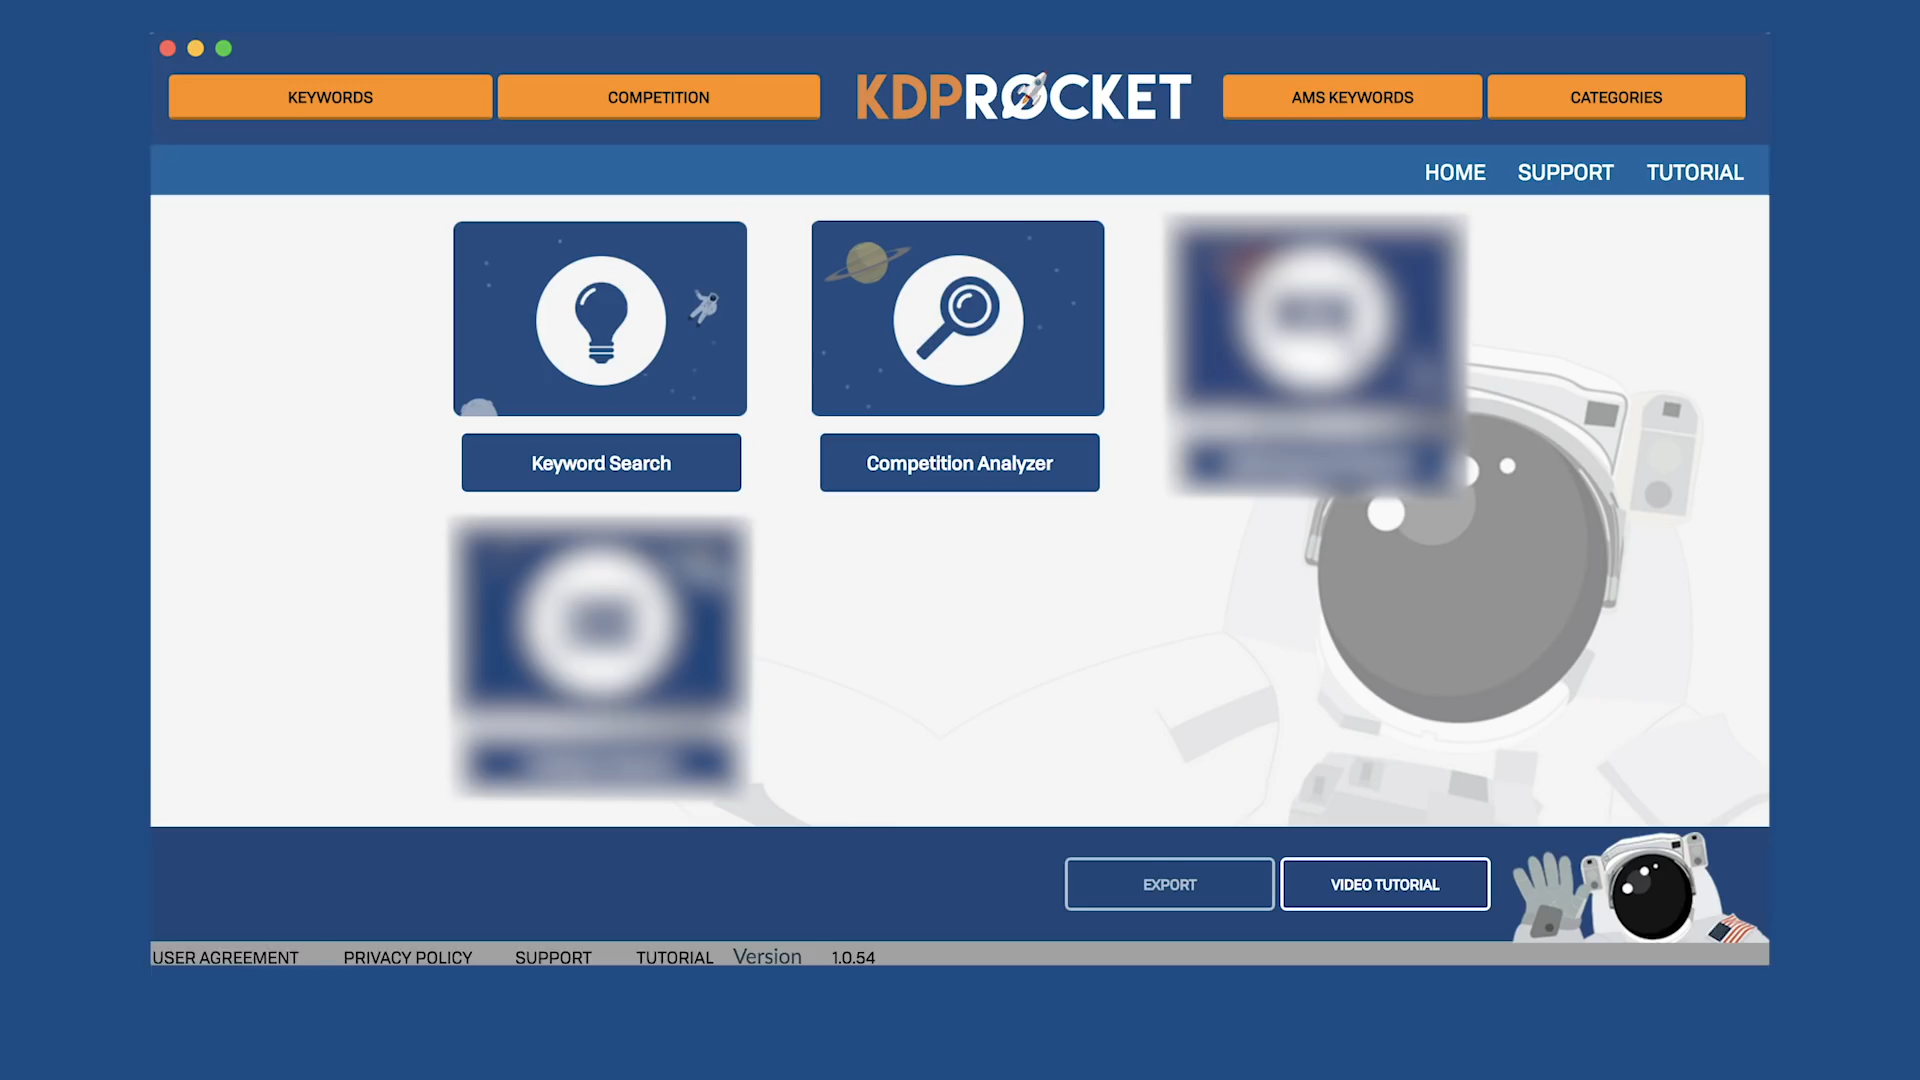 KEYWORDS
COMPETITION
KDPROCKET
AMS KEYWORDS
CATEGORIES
HOME
SUPPORT
TUTORIAL
Keyword Search
Competition Analyzer
EXPORT
VIDEO TUTORIAL
USER AGREEMENT
PRIVACY POLICY
SUPPORT
TUTORIAL
Version
1.0.54